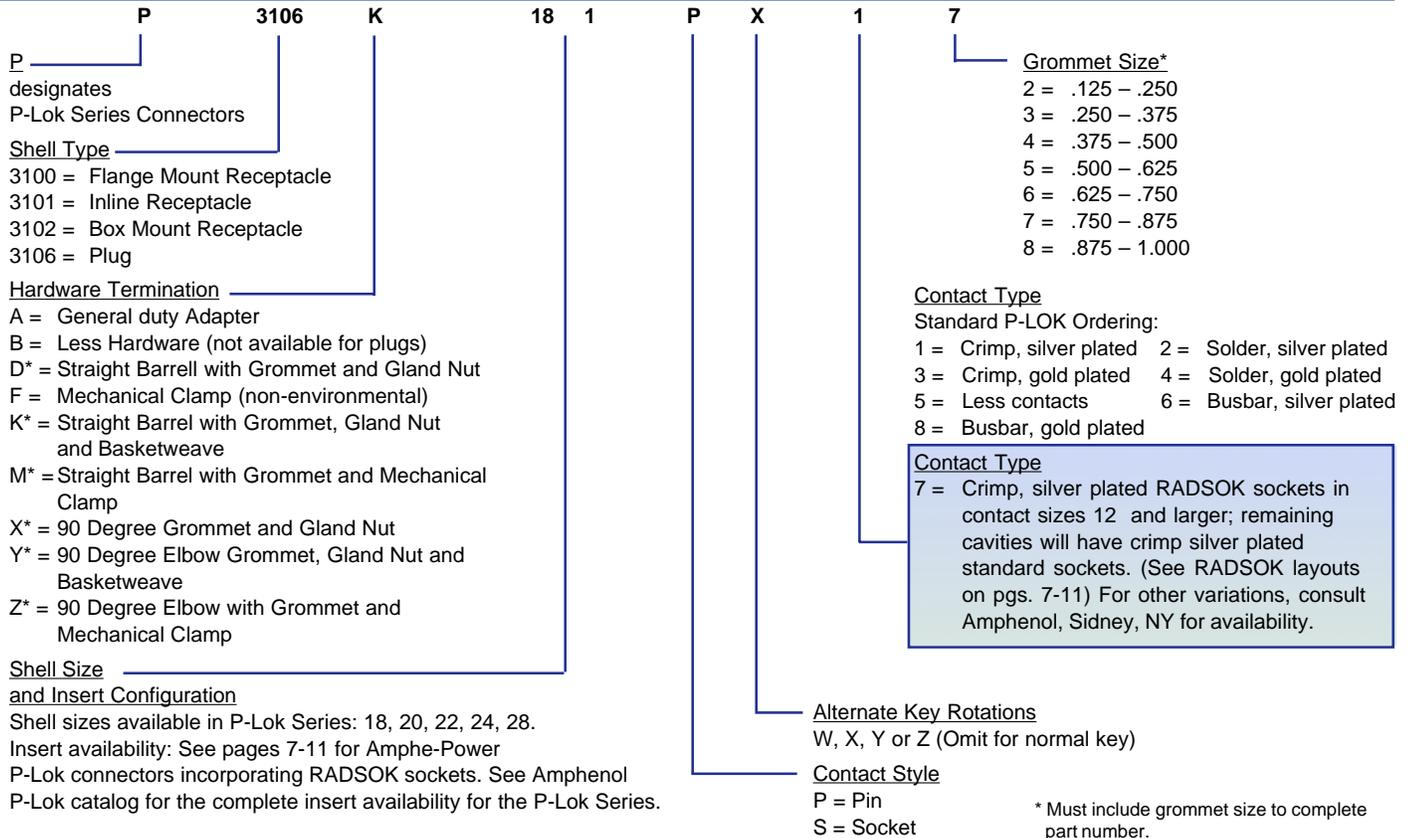 P 3106 K 18 1 P X 1 7
P
designates
P-Lok Series Connectors
Shell Type
3100 = Flange Mount Receptacle
3101 = Inline Receptacle
3102 = Box Mount Receptacle
3106 = Plug
Hardware Termination
A = General duty Adapter
B = Less Hardware (not available for plugs)
D* = Straight Barrell with Grommet and Gland Nut
F = Mechanical Clamp (non-environmental)
K* = Straight Barrel with Grommet, Gland Nut
and Basketweave
M* = Straight Barrel with Grommet and Mechanical
Clamp
X* = 90 Degree Grommet and Gland Nut
Y* = 90 Degree Elbow Grommet, Gland Nut and
Basketweave
Z* = 90 Degree Elbow with Grommet and
Mechanical Clamp
Shell Size
and Insert Configuration
Shell sizes available in P-Lok Series: 18, 20, 22, 24, 28.
Insert availability: See pages 7-11 for Amphe-Power
P-Lok connectors incorporating RADSOK sockets. See Amphenol
P-Lok catalog for the complete insert availability for the P-Lok Series.
Grommet Size*
2 = .125 – .250
3 = .250 – .375
4 = .375 – .500
5 = .500 – .625
6 = .625 – .750
7 = .750 – .875
8 = .875 – 1.000
Contact Type
Standard P-LOK Ordering:
1 = Crimp, silver plated 2 = Solder, silver plated
3 = Crimp, gold plated 4 = Solder, gold plated
5 = Less contacts 6 = Busbar, silver plated
8 = Busbar, gold plated
Contact Type
7 = Crimp, silver plated RADSOK sockets in
contact sizes 12 and larger; remaining
cavities will have crimp silver plated
standard sockets. (See RADSOK layouts
on pgs. 7-11) For other variations, consult
Amphenol, Sidney, NY for availability.
Alternate Key Rotations
W, X, Y or Z (Omit for normal key)
Contact Style
P = Pin
S = Socket
* Must include grommet size to complete
part number.